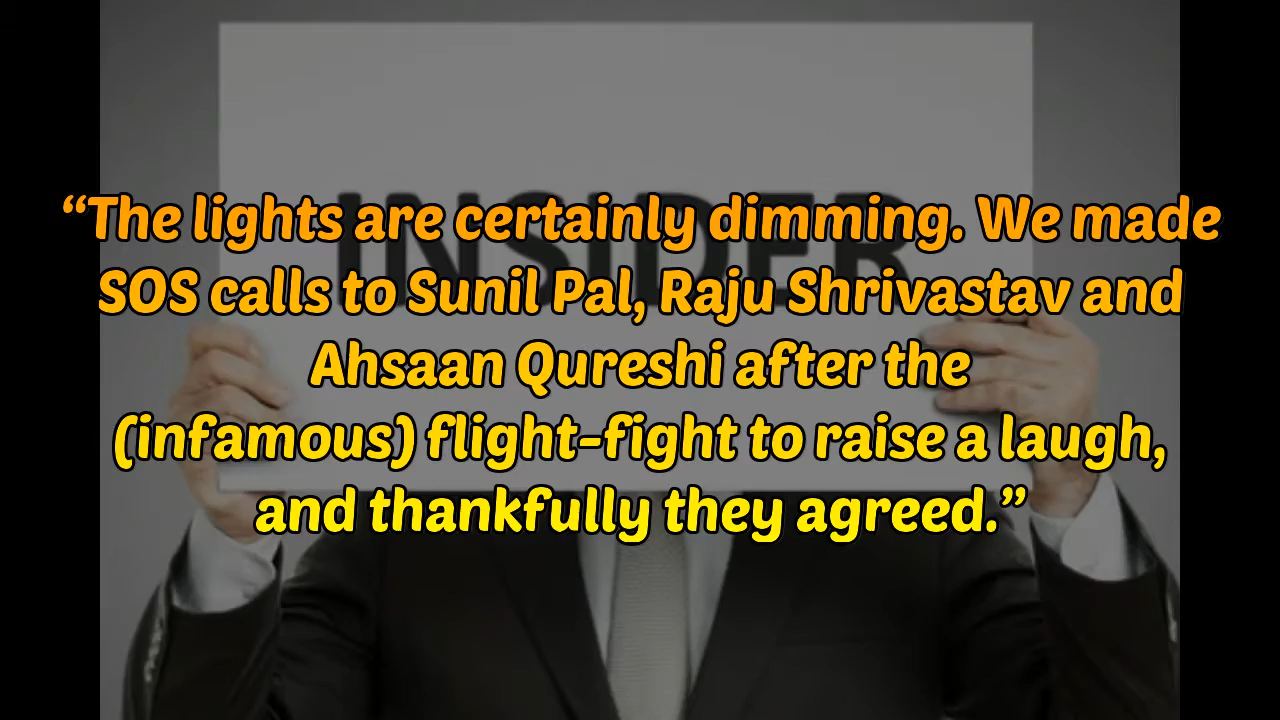 INSIDER
“The lights are certainly dimming. We made
SOS calls to Sunil Pal, Raju Shrivastav and
Ahsaan Qureshi after the
(infamous) flight-fight to raise a laugh,
and thankfully they agreed.”